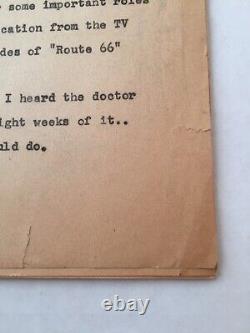 some important roles
cation from the TV
des of "Route 66"
I heard the doctor
ight weeks of it..
uld do.
ebay